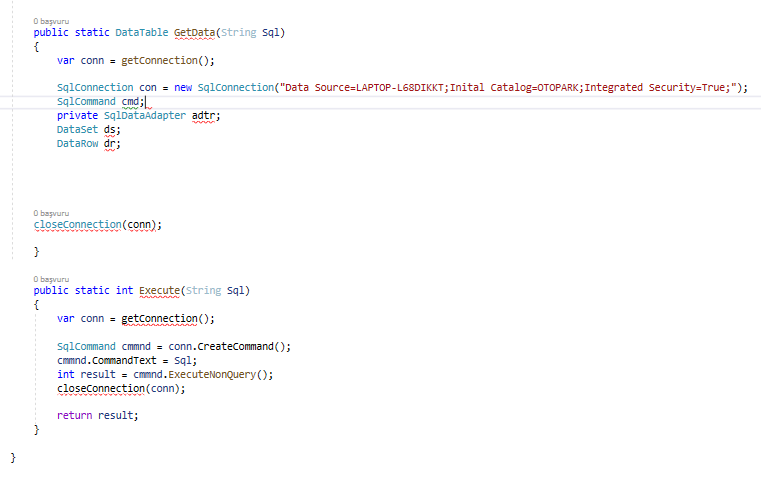 0 başvuru
public static DataTable GetData(String Sql)
{
var conn = getConnection();
SqlConnection con = new SqlConnection("Data Source=LAPTOP-L68DIKKT;Inital Catalog=OTOPARK;Integrated Security=True;");
SqlCommand cmd;
private SqlDataAdapter adtr;
DataSet ds;
DataRow dr;
0 başvuru
closeConnection(conn);
}
0 başvuru
public static int Execute(String Sql)
{
var conn = getConnection();
SqlCommand cmmnd = conn.CreateCommand();
cmmnd.CommandText = Sql;
int result = cmmnd.ExecuteNonQuery();
closeConnection(conn);
return result;
}
}